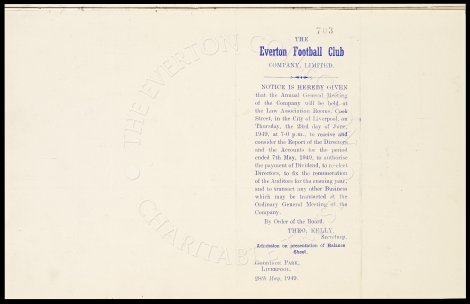 703
THE
Everton Football Club
COMPANY, LIMITED.
NOTICE IS HEREBY GIVEN
that the Annual General Meeting
of the Company will be held at
the Law Association Rooms, Cook
Street, in the City of Liverpool, on
Thursday, the 23rd day of June,
1949, at 7-0 p.m., to receive and
consider the Report of the Directors
and the Accounts for the period
ended 7th May, 1949, to authorise
the payment of Dividend, to re-elect
Directors, to fix the remuneration
of the Auditors for the ensuing year,
and to transact any other Business
which may be transacted at the
Ordinary General Meeting of the
Company.
By Order of the Board.
THEO. KELLY,
Secretary.
Admission on presentation of Balance
Sheet.
Goodison Park,
Liverpool.
28th May, 1949.
THE EVERTON
CHARITABLE